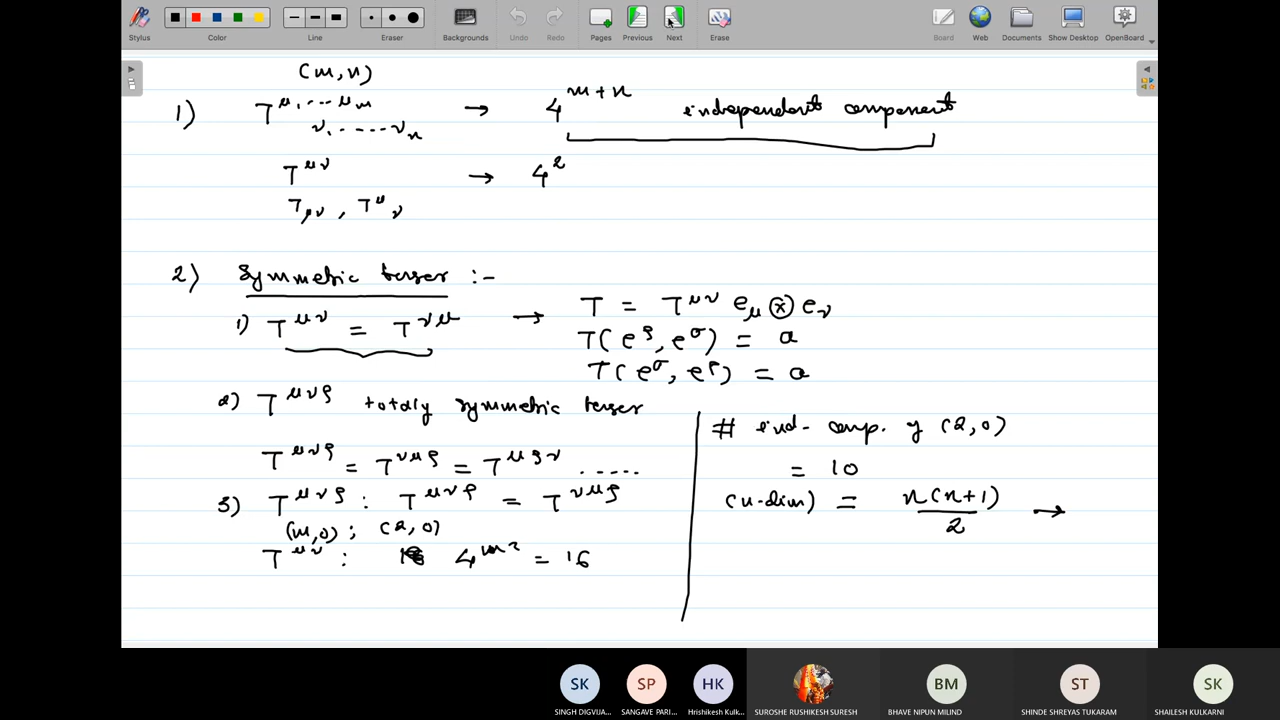 Stylus Color Line Eraser Backgrounds Undo Redo Pages Previous Next Erase Board Web Documents Show Desktop OpenBoard
(m,n)
1) T^{μ1...μm}_{ν1.....νn} → 4^{m+n} independent component
T^{μν} → 4^2
T_{μν} , T^μ_ν
2) Symmetric tensor :-
1) T^{μν} = T^{νμ} → T = T^{μν} e_μ ⊗ e_ν
T(e^ρ, e^σ) = a
T(e^σ, e^ρ) = a
2) T^{μνρ} totally symmetric tensor
T^{μνρ} = T^{νμρ} = T^{μρν} .....
3) T^{μνρ} : T^{μνρ} = T^{νμρ}
(m,0) ; (2,0)
T^{μν} : 4^2 = 16
# ind. comp. of (2,0)
= 10
(n-dim) = n(n+1)/2 →
SK SP HK BM ST SK
SINGH DIGVIJA... SANGAVE PARI... Hrishikesh Kulk... SUROSHE RUSHIKESH SURESH BHAVE NIPUN MILIND SHINDE SHREYAS TUKARAM SHAILESH KULKARNI